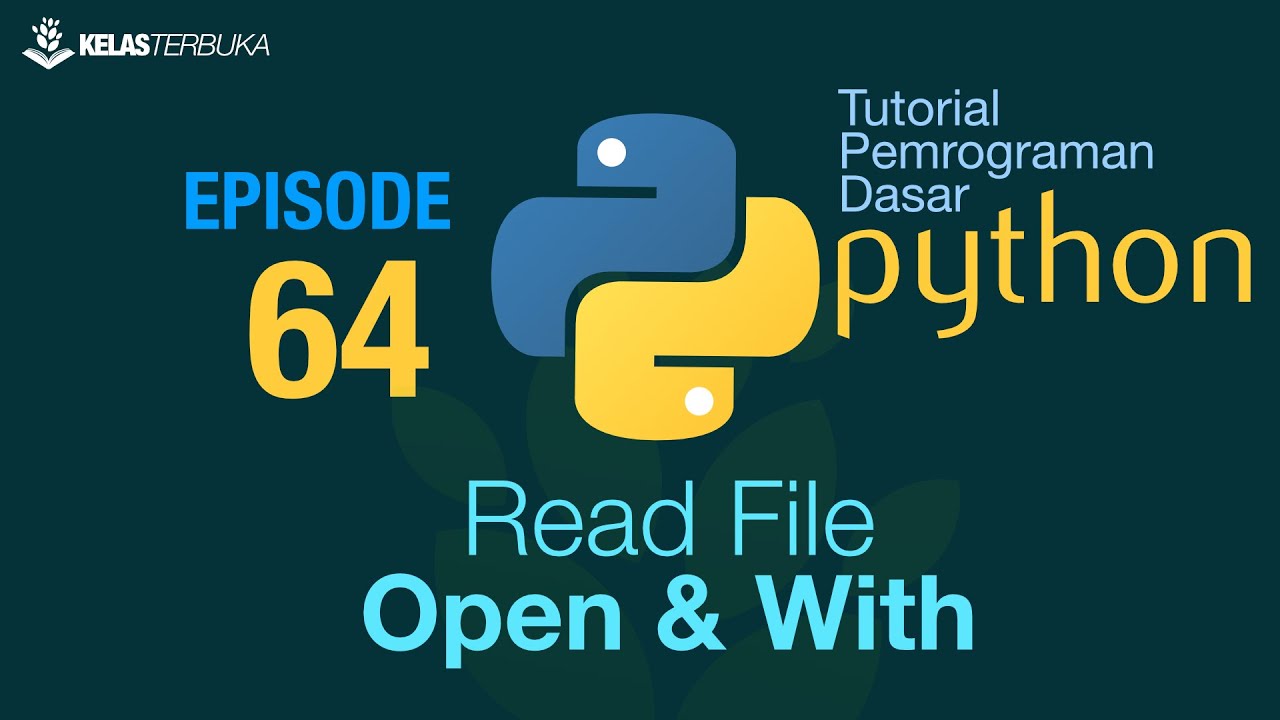 KELASTERBUKA
EPISODE
64
Tutorial
Pemrograman
Dasar
python
Read File
Open & With